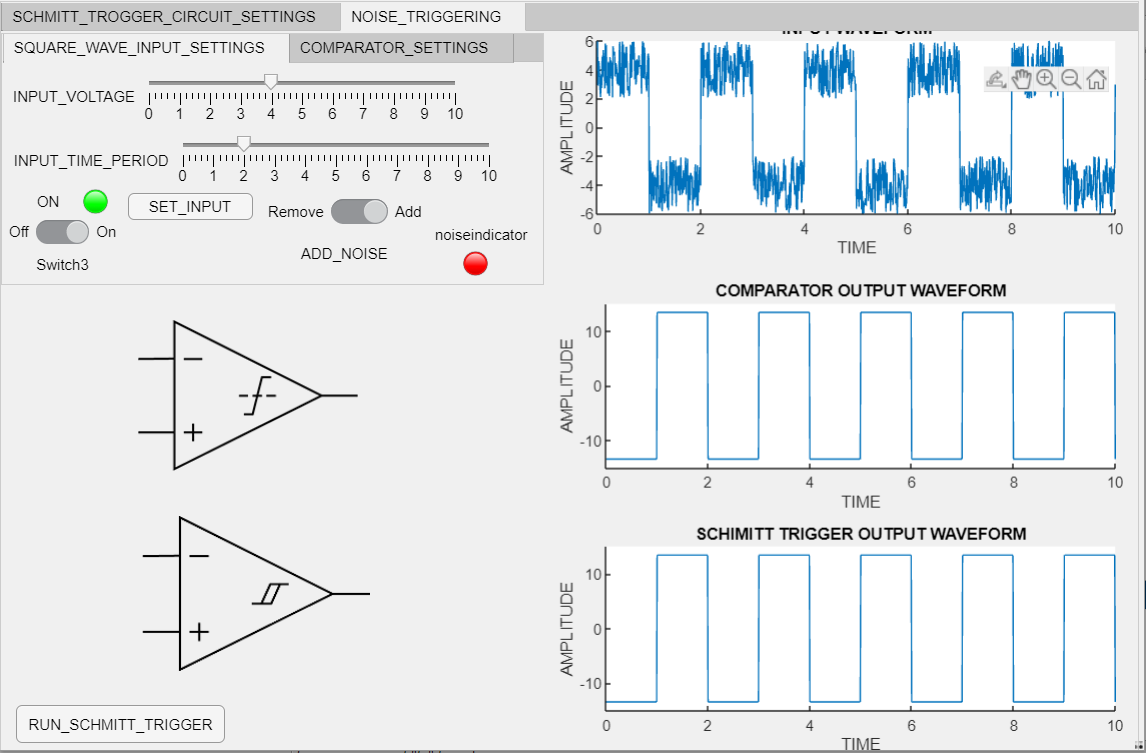 SCHMITT_TROGGER_CIRCUIT_SETTINGS NOISE_TRIGGERING
SQUARE_WAVE_INPUT_SETTINGS COMPARATOR_SETTINGS
INPUT_VOLTAGE
0 1 2 3 4 5 6 7 8 9 10
INPUT_TIME_PERIOD
0 1 2 3 4 5 6 7 8 9 10
ON
SET_INPUT
Remove Add
Off On
ADD_NOISE
noiseindicator
Switch3
INPUT WAVEFORM
AMPLITUDE
6
4
2
0
-2
-4
-6
0 2 4 6 8 10
TIME
COMPARATOR OUTPUT WAVEFORM
AMPLITUDE
10
0
-10
0 2 4 6 8 10
TIME
SCHIMITT TRIGGER OUTPUT WAVEFORM
AMPLITUDE
10
0
-10
0 2 4 6 8 10
TIME
RUN_SCHMITT_TRIGGER